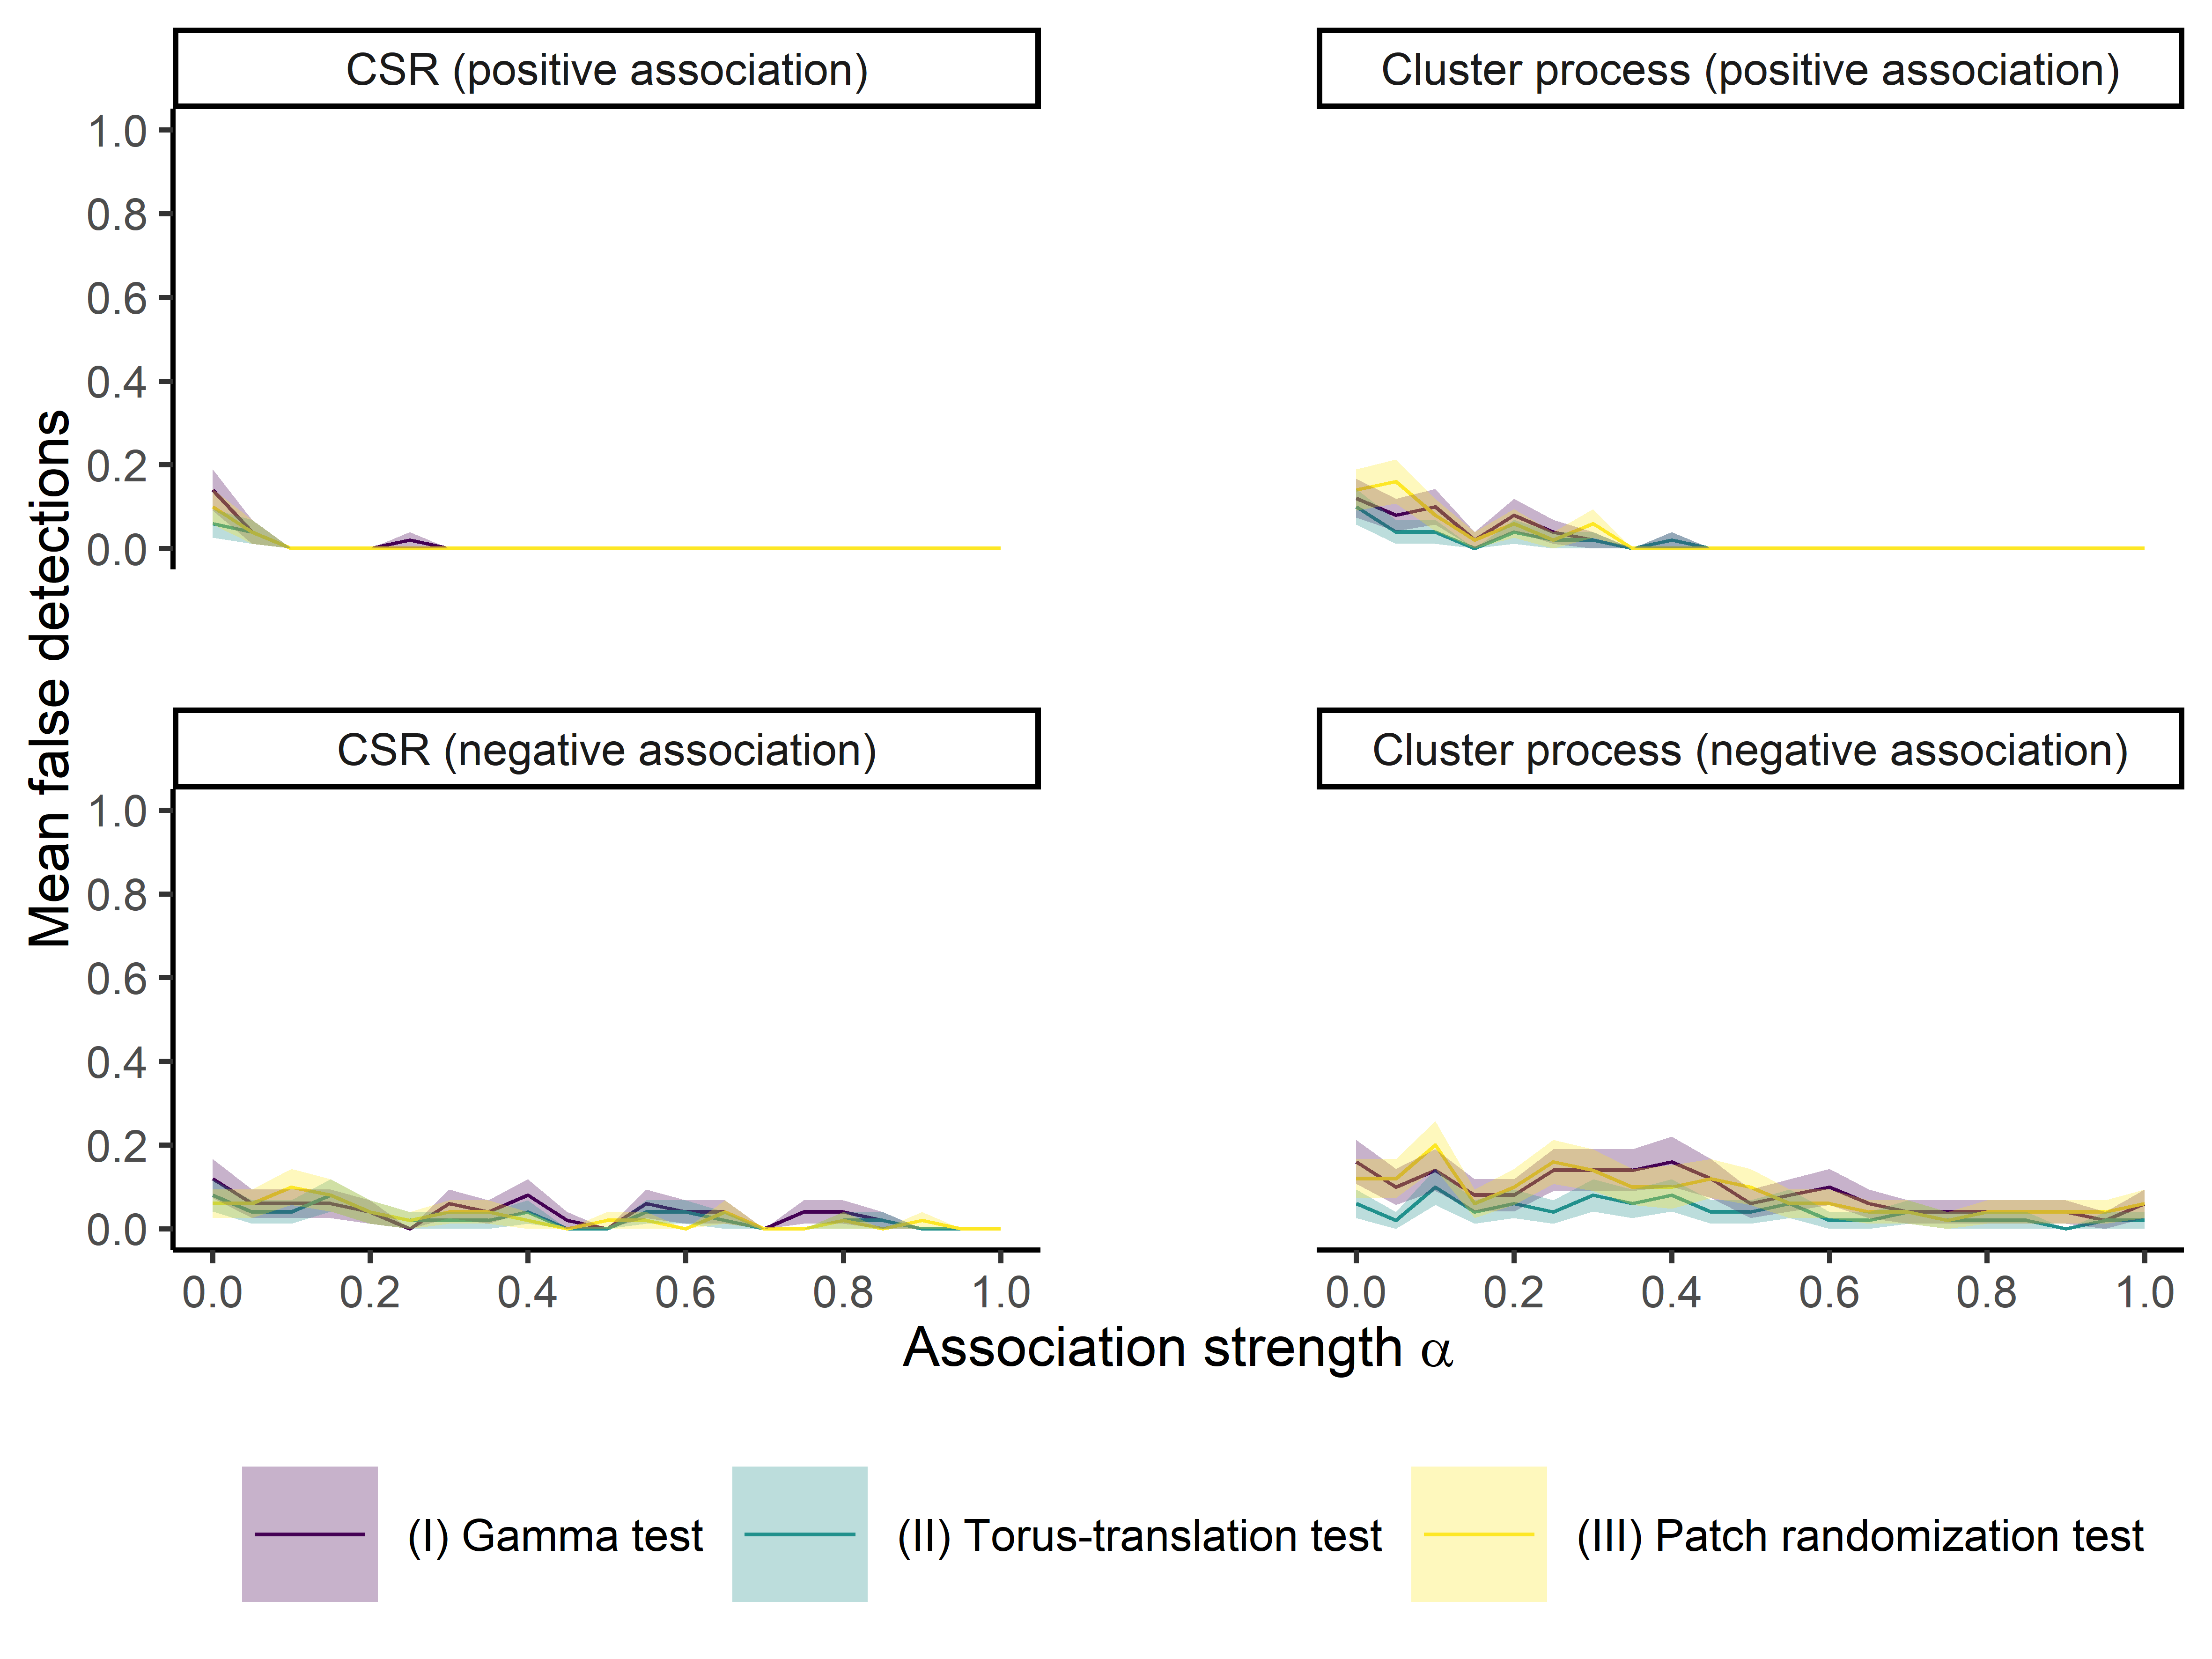 CSR (positive association)
Cluster process (positive association)
1.0
0.8
0.6
0.4
0.2
0.0
Mean false detections
CSR (negative association)
Cluster process (negative association)
1.0
0.8
0.6
0.4
0.2
0.0
0.0 0.2 0.4 0.6 0.8 1.0
0.0 0.2 0.4 0.6 0.8 1.0
Association strength α
(I) Gamma test
(II) Torus-translation test
(III) Patch randomization test